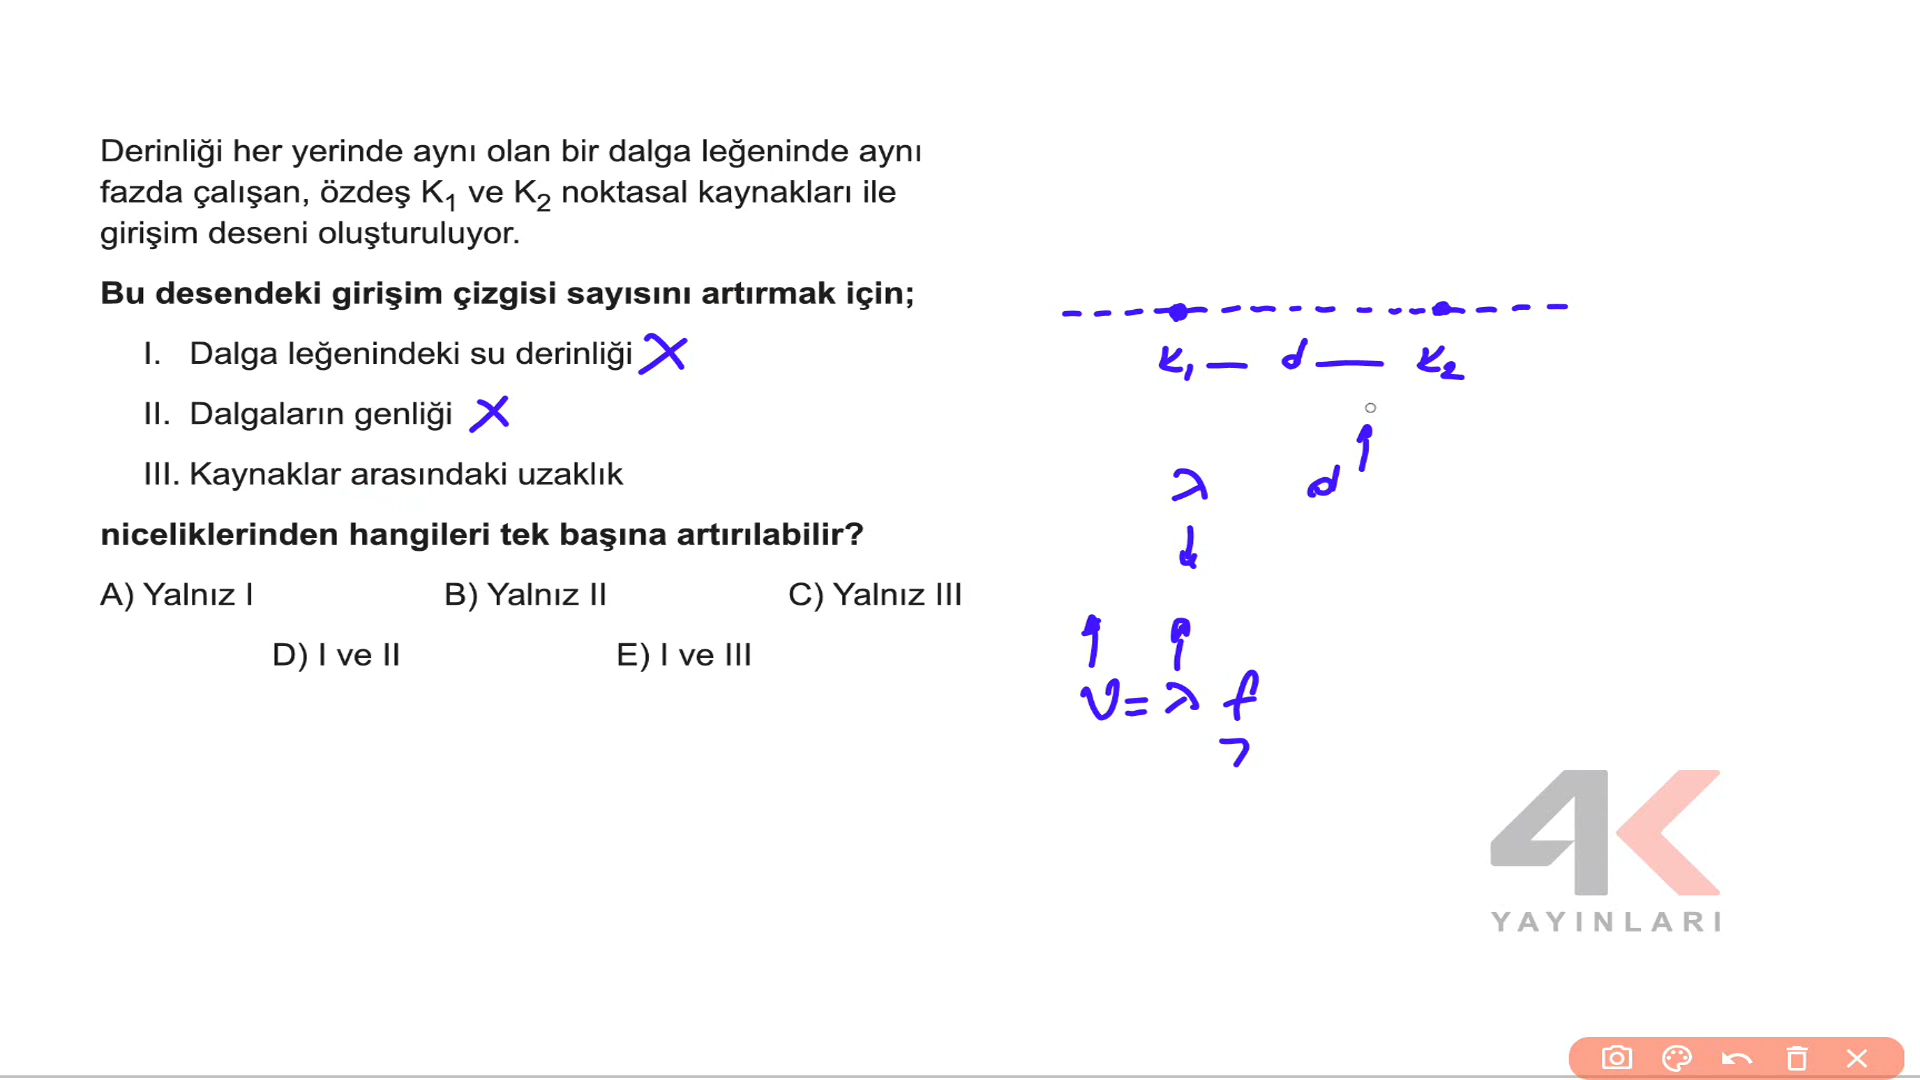 Derinliği her yerinde aynı olan bir dalga leğeninde aynı
fazda çalışan, özdeş K₁ ve K₂ noktasal kaynakları ile
girişim deseni oluşturuluyor.
Bu desendeki girişim çizgisi sayısını artırmak için;
I. Dalga leğenindeki su derinliği X
II. Dalgaların genliği X
III. Kaynaklar arasındaki uzaklık
niceliklerinden hangileri tek başına artırılabilir?
A) Yalnız I B) Yalnız II C) Yalnız III
D) I ve II E) I ve III
K₁ — d — K₂
λ ↓ d ↑
↑ ↑
V = λ f
4K
YAYINLARI